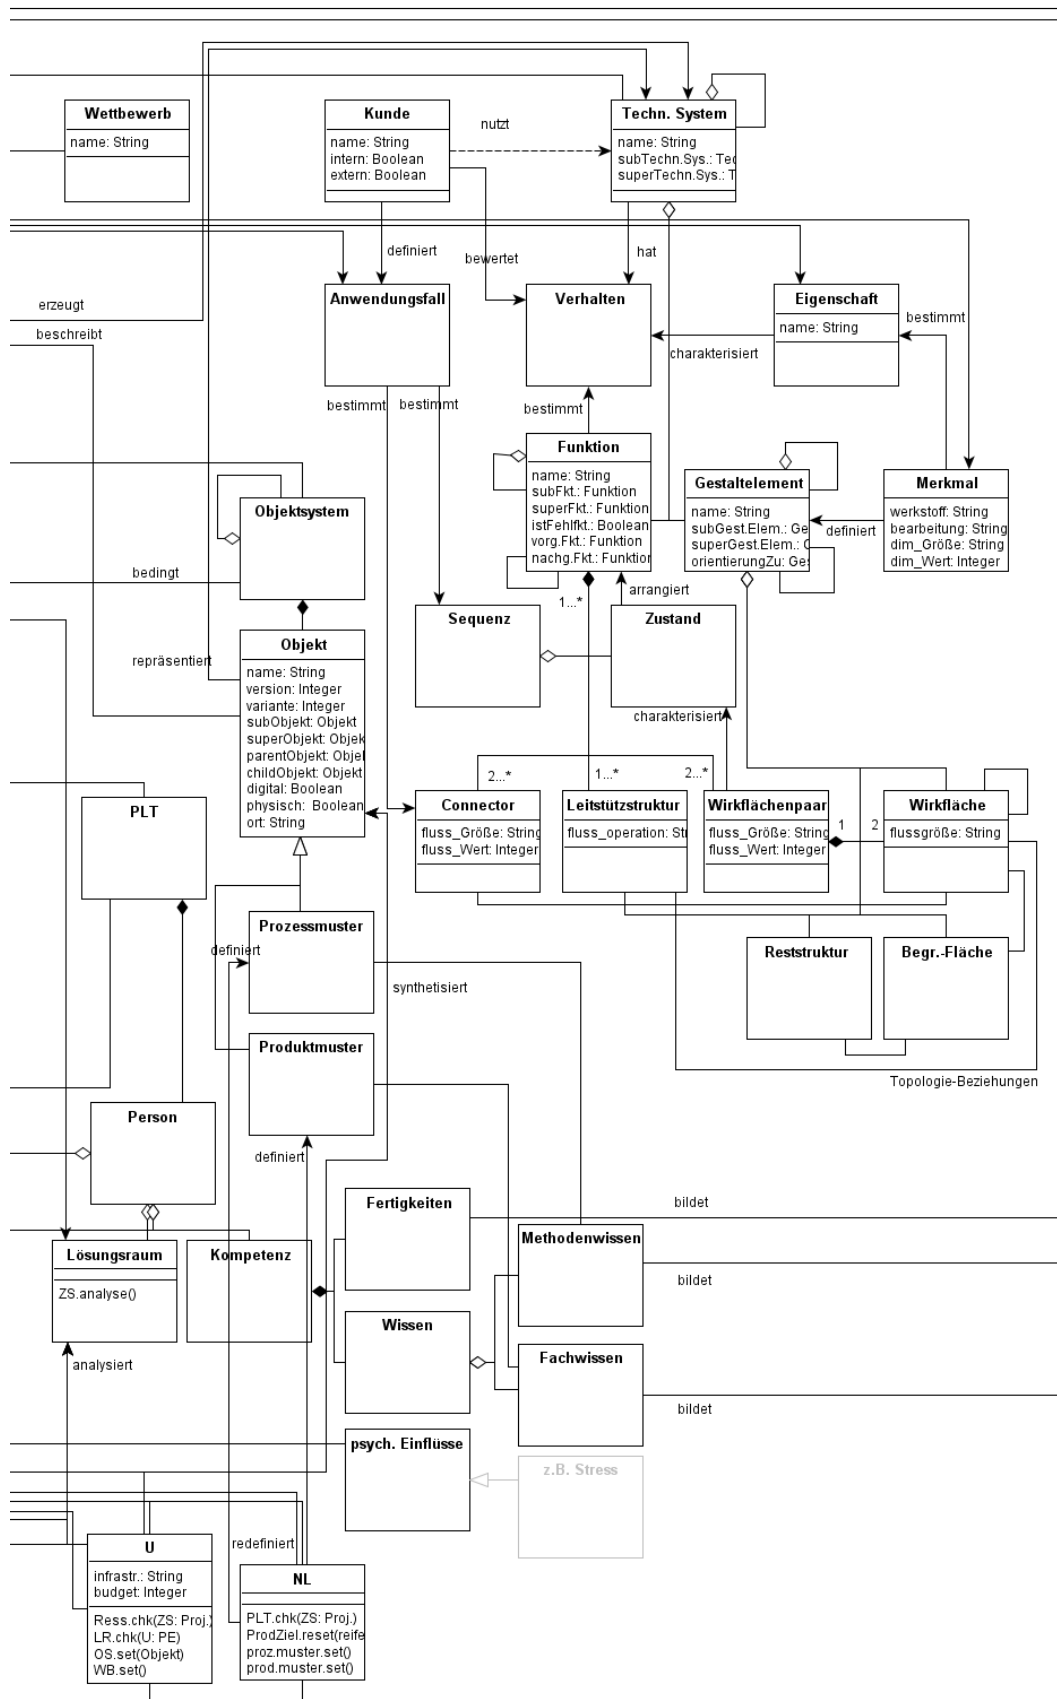 Wettbewerb
name: String
Kunde
name: String
intern: Boolean
extern: Boolean
nutzt
Techn. System
name: String
subTechn.Sys.: Tec
superTechn.Sys.: T
definiert
bewertet
hat
Anwendungsfall
Verhalten
Eigenschaft
name: String
bestimmt
charakterisiert
erzeugt
beschreibt
bestimmt
bestimmt
bestimmt
Funktion
name: String
subFkt.: Funktion
superFkt.: Funktion
istFehlfkt.: Boolean
vorg.Fkt.: Funktion
nachg.Fkt.: Funktion
Gestaltelement
name: String
subGest.Elem.: Ge
superGest.Elem.: G
orientierungZu: Ges
definiert
Merkmal
werkstoff: String
bearbeitung: String
dim_Größe: String
dim_Wert: Integer
Objektsystem
bedingt
1...*
arrangiert
Sequenz
Zustand
repräsentiert
Objekt
name: String
version: Integer
variante: Integer
subObjekt: Objekt
superObjekt: Objek
parentObjekt: Objel
childObjekt: Objekt
digital: Boolean
physisch: Boolean
ort: String
charakterisiert
2...*
1...*
2...*
PLT
Connector
fluss_Größe: String
fluss_Wert: Integer
Leitstützstruktur
fluss_operation: Str
Wirkflächenpaar
fluss_Größe: String
fluss_Wert: Integer
1
2
Wirkfläche
flussgröße: String
Prozessmuster
definiert
synthetisiert
Reststruktur
Begr.-Fläche
Produktmuster
Topologie-Beziehungen
Person
definiert
Fertigkeiten
bildet
Lösungsraum
ZS.analyse()
Kompetenz
Methodenwissen
bildet
Wissen
Fachwissen
analysiert
bildet
psych. Einflüsse
z.B. Stress
U
infrastr.: String
budget: Integer
Ress.chk(ZS: Proj.)
LR.chk(U: PE)
OS.set(Objekt)
WB.set()
redefiniert
NL
PLT.chk(ZS: Proj.)
ProdZiel.reset(reife
proz.muster.set()
prod.muster.set()